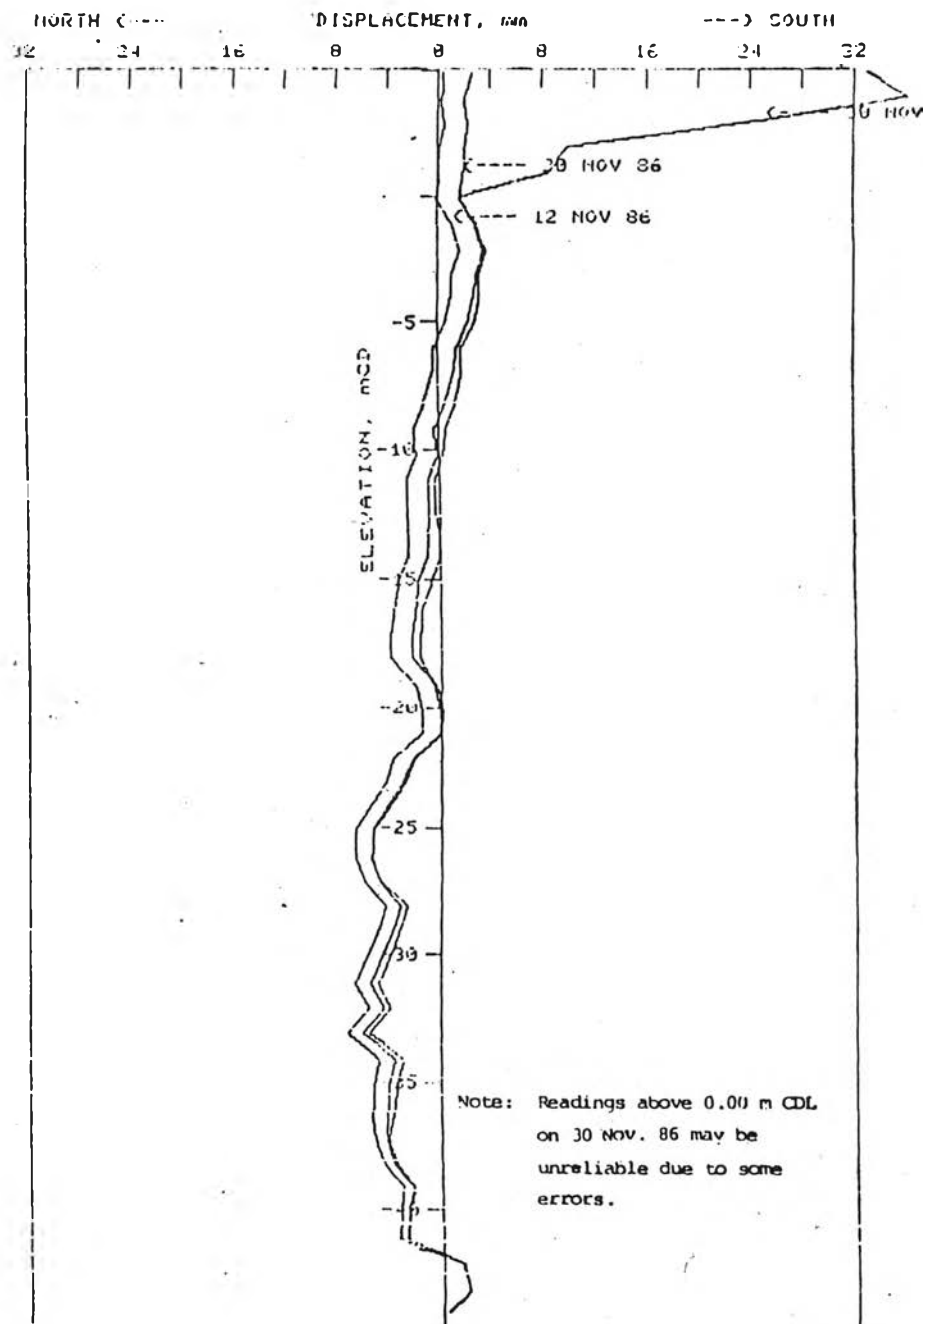 NORTH <--- DISPLACEMENT, mm ---> SOUTH
32 24 16 8 0 8 16 24 32
<- 30 NOV
<---- 30 NOV 86
<---- 12 NOV 86
-5
ELEVATION, mCD
-10
-15
-20
-25
-30
-35
-40
Note: Readings above 0.00 m CDL
on 30 Nov. 86 may be
unreliable due to some
errors.